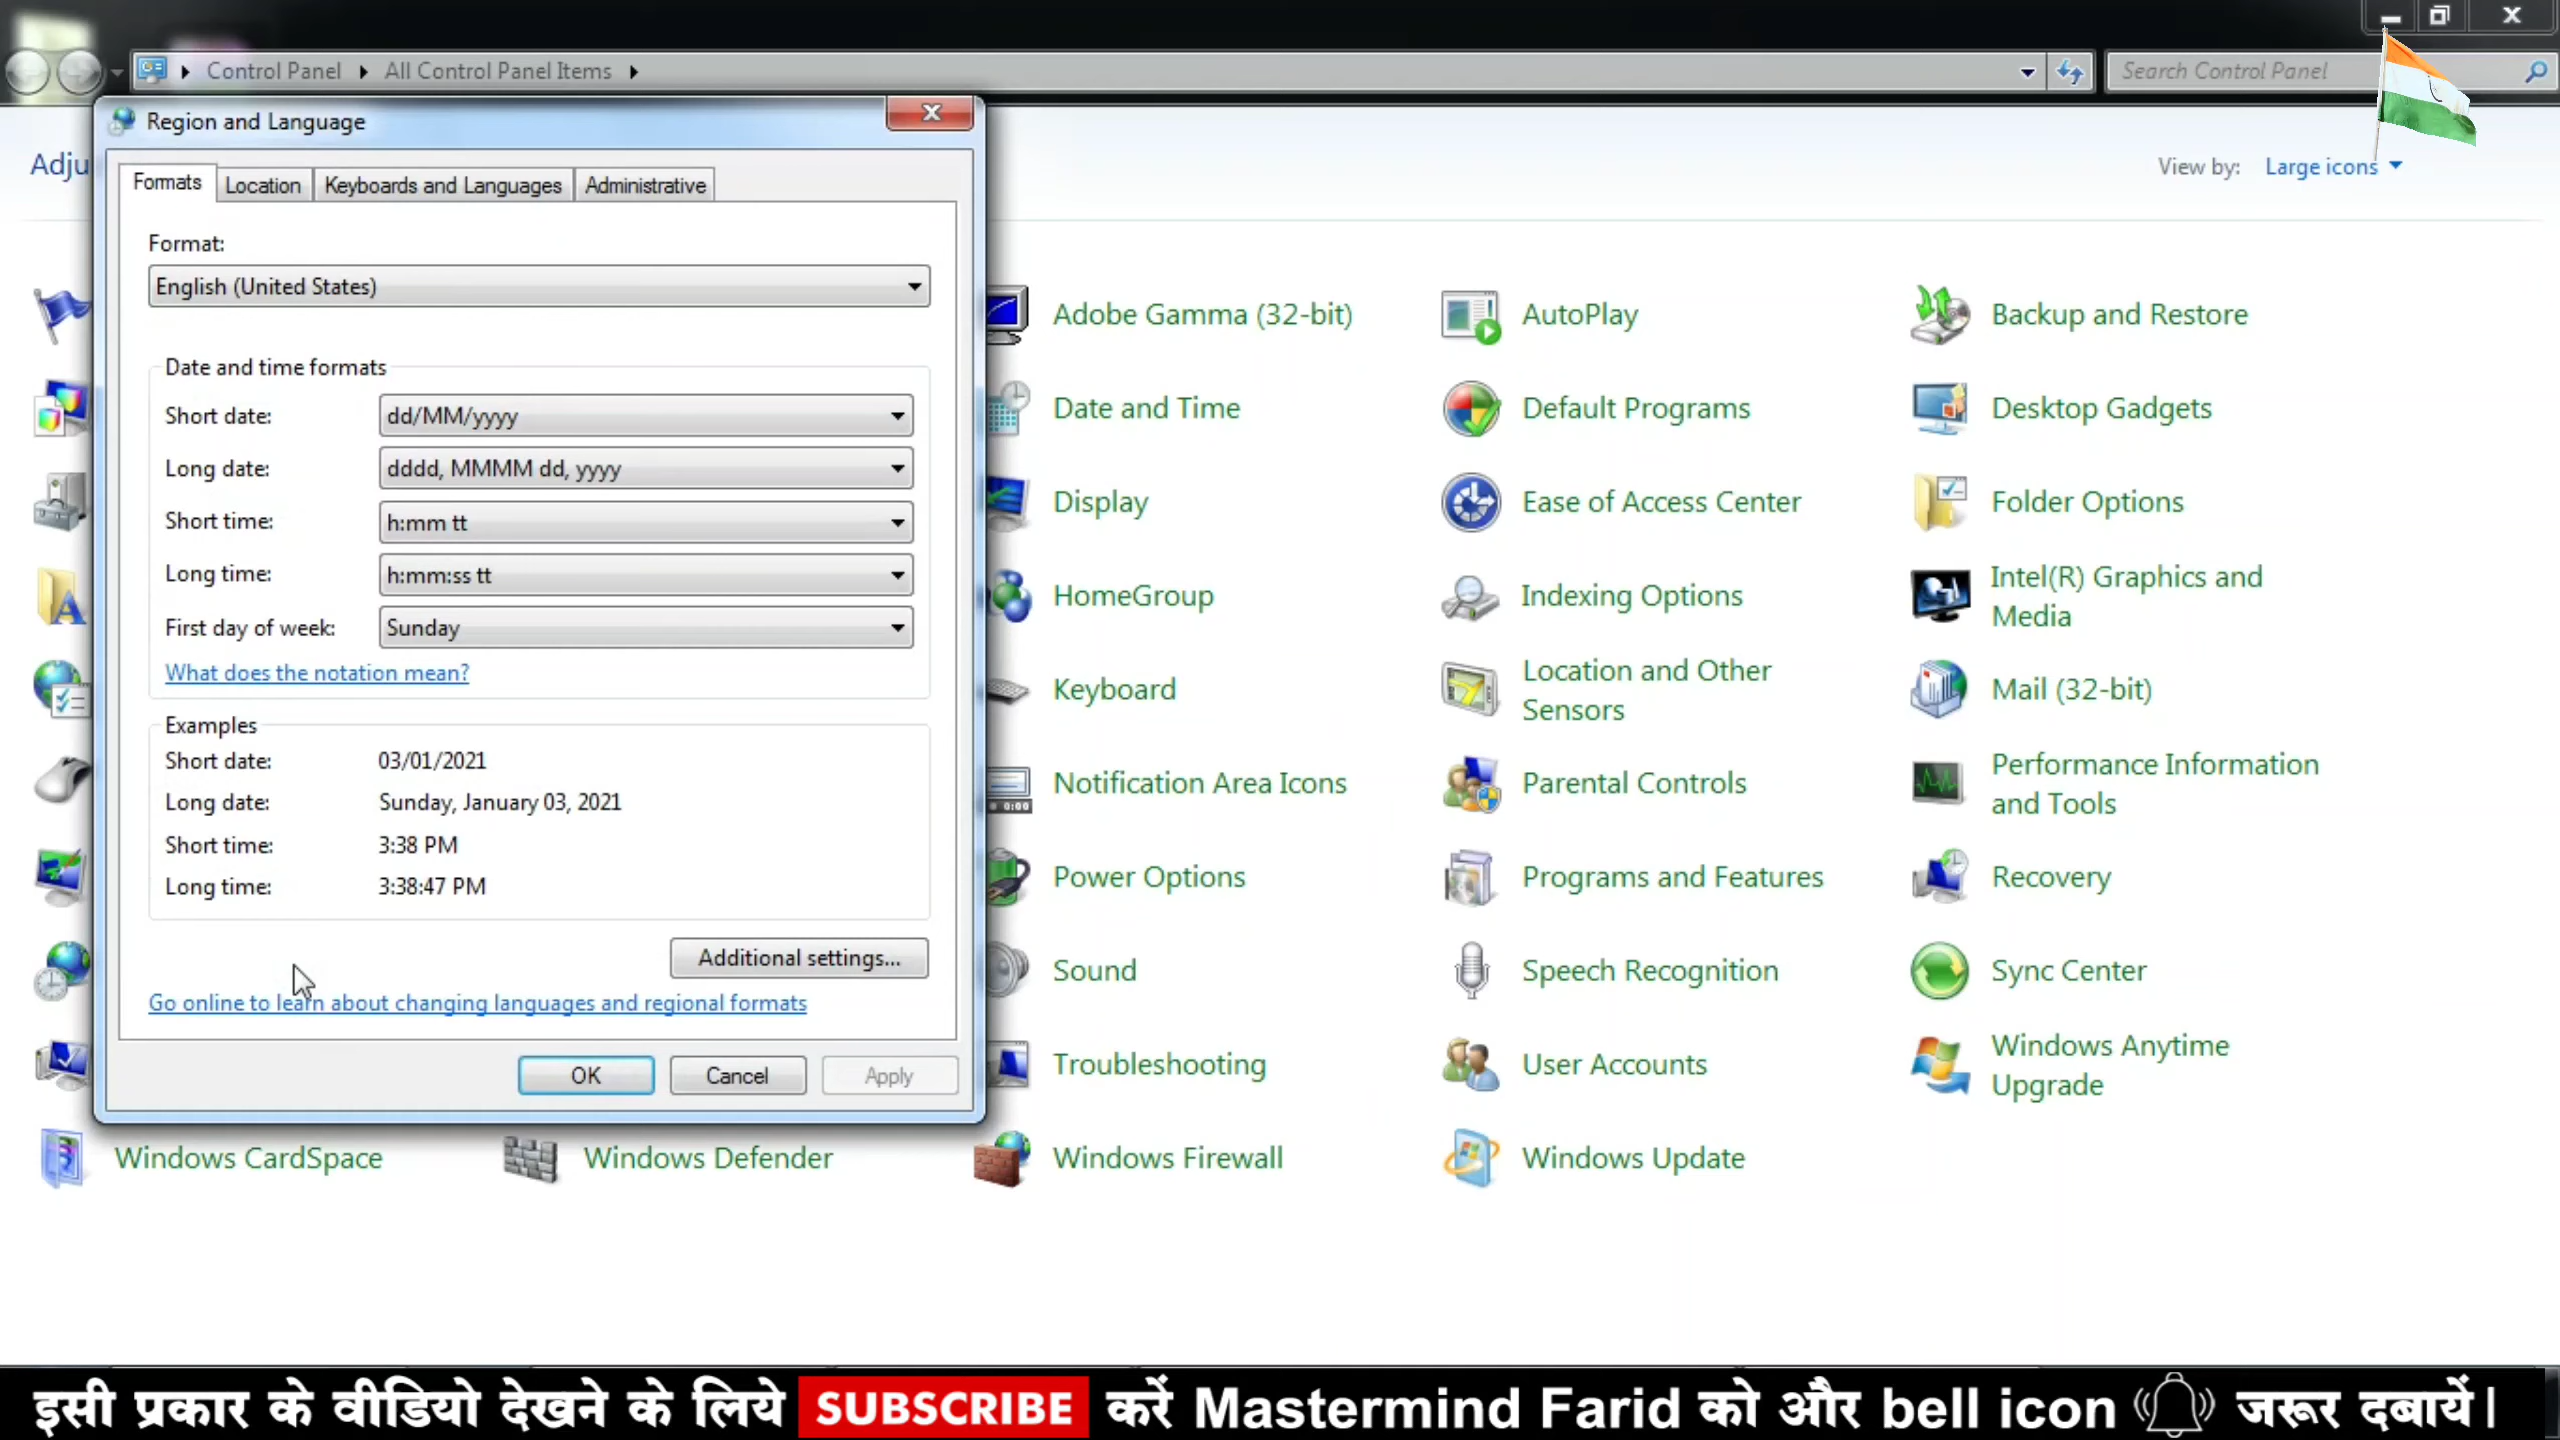 Control Panel
All Control Panel Items
Search Control Panel
Region and Language
Adju
View by: Large icons
Formats
Location
Keyboards and Languages
Administrative
Format:
English (United States)
Date and time formats
Short date: dd/MM/yyyy
Long date: dddd, MMMM dd, yyyy
Short time: h:mm tt
Long time: h:mm:ss tt
First day of week: Sunday
What does the notation mean?
Examples
Short date: 03/01/2021
Long date: Sunday, January 03, 2021
Short time: 3:38 PM
Long time: 3:38:47 PM
Additional settings...
Go online to learn about changing languages and regional formats
OK
Cancel
Apply
Adobe Gamma (32-bit)
AutoPlay
Backup and Restore
Date and Time
Default Programs
Desktop Gadgets
Display
Ease of Access Center
Folder Options
HomeGroup
Indexing Options
Intel(R) Graphics and
Media
Keyboard
Location and Other
Sensors
Mail (32-bit)
Notification Area Icons
Parental Controls
Performance Information
and Tools
Power Options
Programs and Features
Recovery
Sound
Speech Recognition
Sync Center
Troubleshooting
User Accounts
Windows Anytime
Upgrade
Windows CardSpace
Windows Defender
Windows Firewall
Windows Update
इसी प्रकार के वीडियो देखने के लिये SUBSCRIBE करें Mastermind Farid को और bell icon जरूर दबायें।